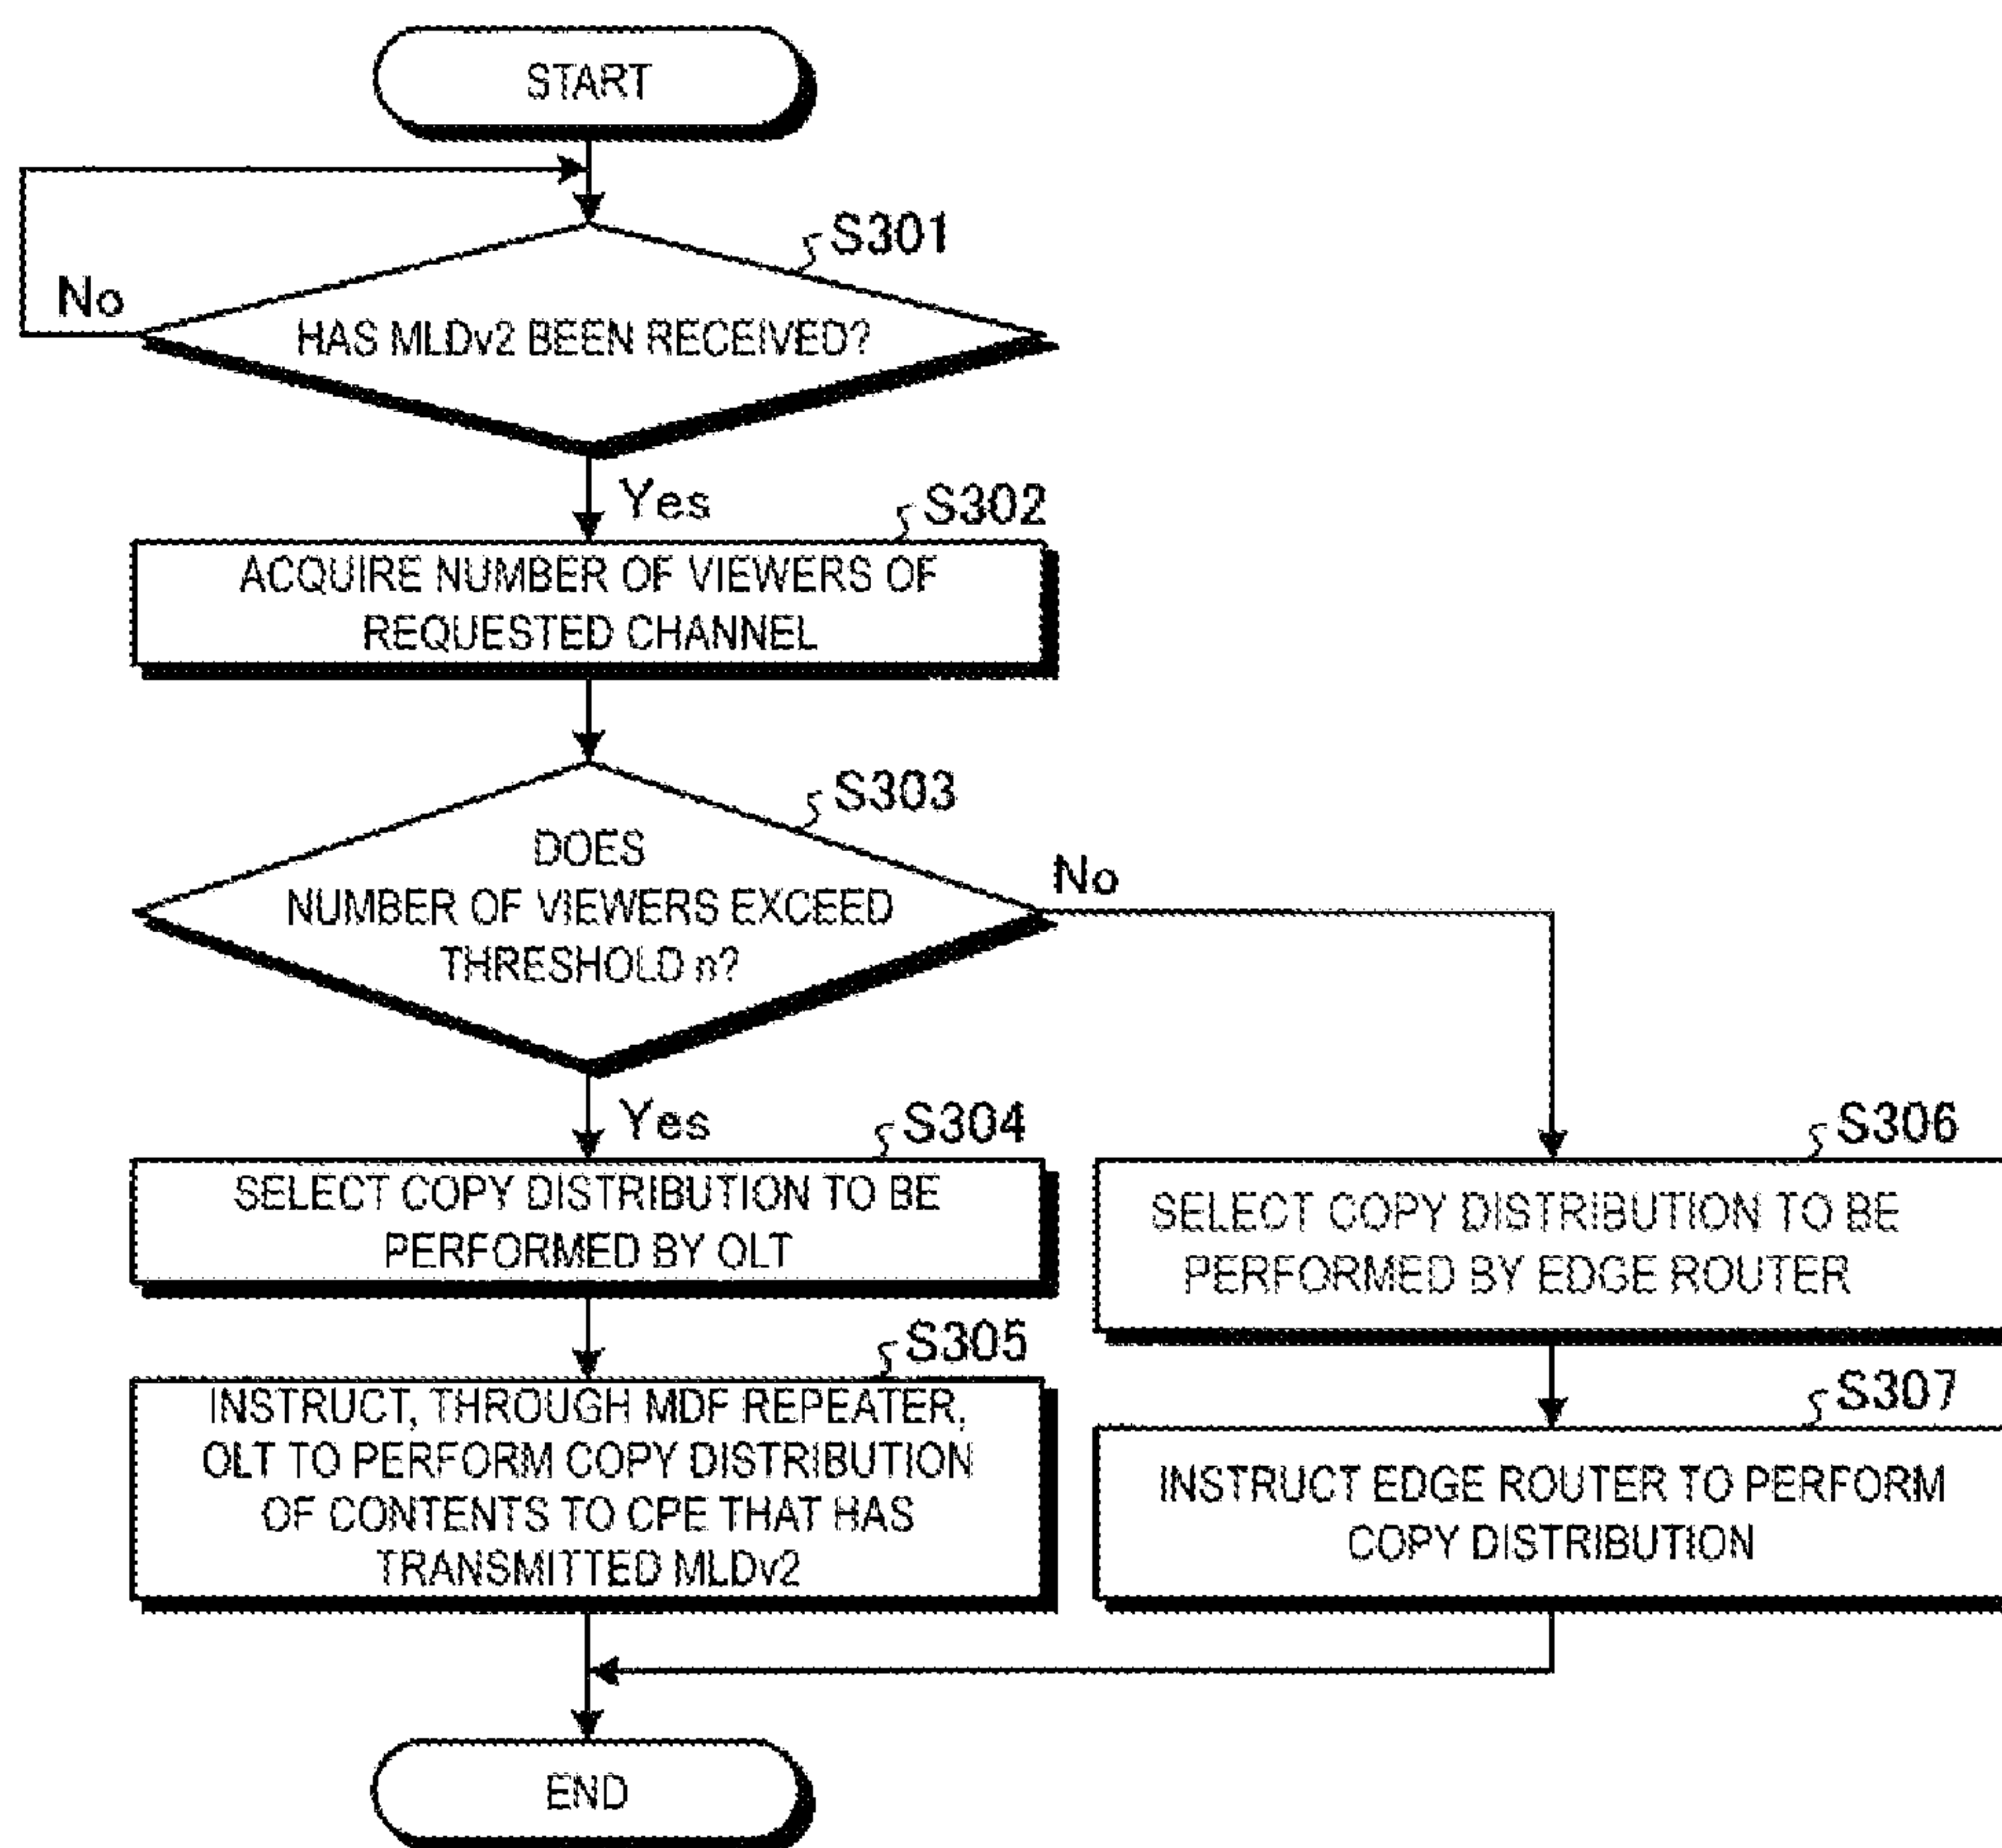 START
S301
No
HAS MLDv2 BEEN RECEIVED?
Yes
S302
ACQUIRE NUMBER OF VIEWERS OF
REQUESTED CHANNEL
S303
DOES
NUMBER OF VIEWERS EXCEED
THRESHOLD n?
No
Yes
S304
SELECT COPY DISTRIBUTION TO BE
PERFORMED BY OLT
S305
INSTRUCT, THROUGH MDF REPEATER,
OLT TO PERFORM COPY DISTRIBUTION
OF CONTENTS TO CPE THAT HAS
TRANSMITTED MLDv2
S306
SELECT COPY DISTRIBUTION TO BE
PERFORMED BY EDGE ROUTER
S307
INSTRUCT EDGE ROUTER TO PERFORM
COPY DISTRIBUTION
END